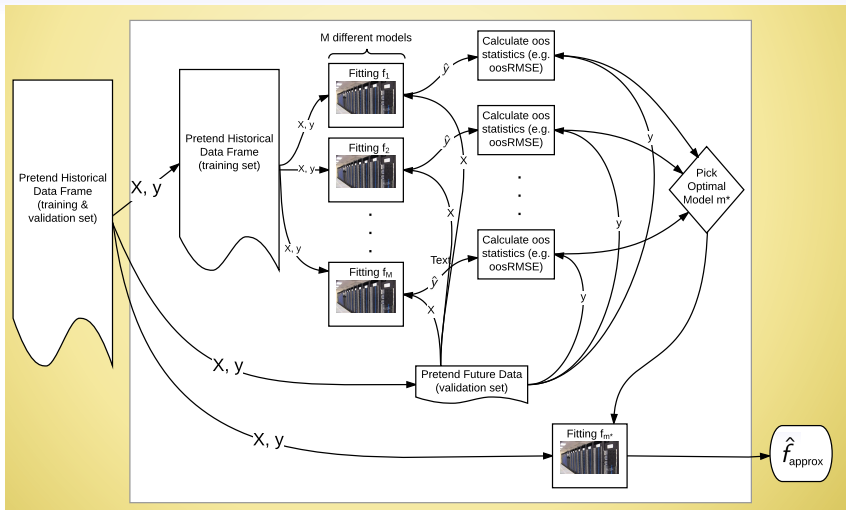 M different models
Pretend Historical
Data Frame
(training &
validation set)
X, y
Pretend Historical
Data Frame
(training set)
X, y
X, y
X, y
Fitting f1
Fitting f2
.
.
.
Fitting fM
ŷ
ŷ
Text
ŷ
X
X
X
Calculate oos
statistics (e.g.
oosRMSE)
Calculate oos
statistics (e.g.
oosRMSE)
.
.
.
Calculate oos
statistics (e.g.
oosRMSE)
y
y
y
Pick
Optimal
Model m*
X, y
Pretend Future Data
(validation set)
X, y
Fitting fm*
f̂approx